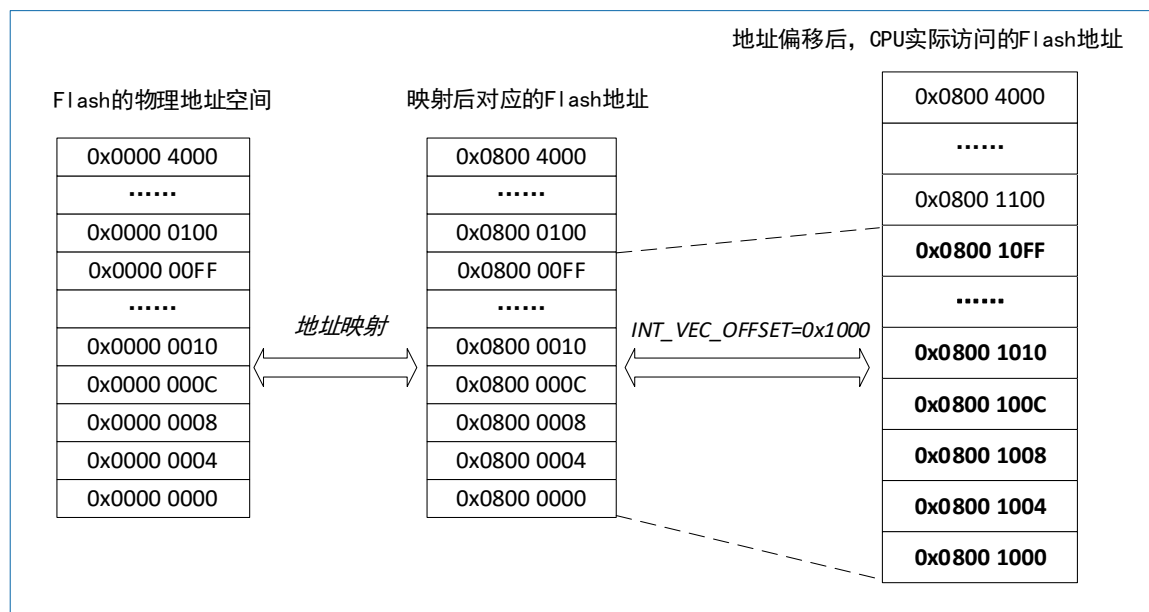 地址偏移后，CPU实际访问的Flash地址
Flash的物理地址空间
映射后对应的Flash地址
0x0000 4000
......
0x0000 0100
0x0000 00FF
......
0x0000 0010
0x0000 000C
0x0000 0008
0x0000 0004
0x0000 0000
地址映射
0x0800 4000
......
0x0800 0100
0x0800 00FF
......
0x0800 0010
0x0800 000C
0x0800 0008
0x0800 0004
0x0800 0000
INT_VEC_OFFSET=0x1000
0x0800 4000
......
0x0800 1100
0x0800 10FF
......
0x0800 1010
0x0800 100C
0x0800 1008
0x0800 1004
0x0800 1000